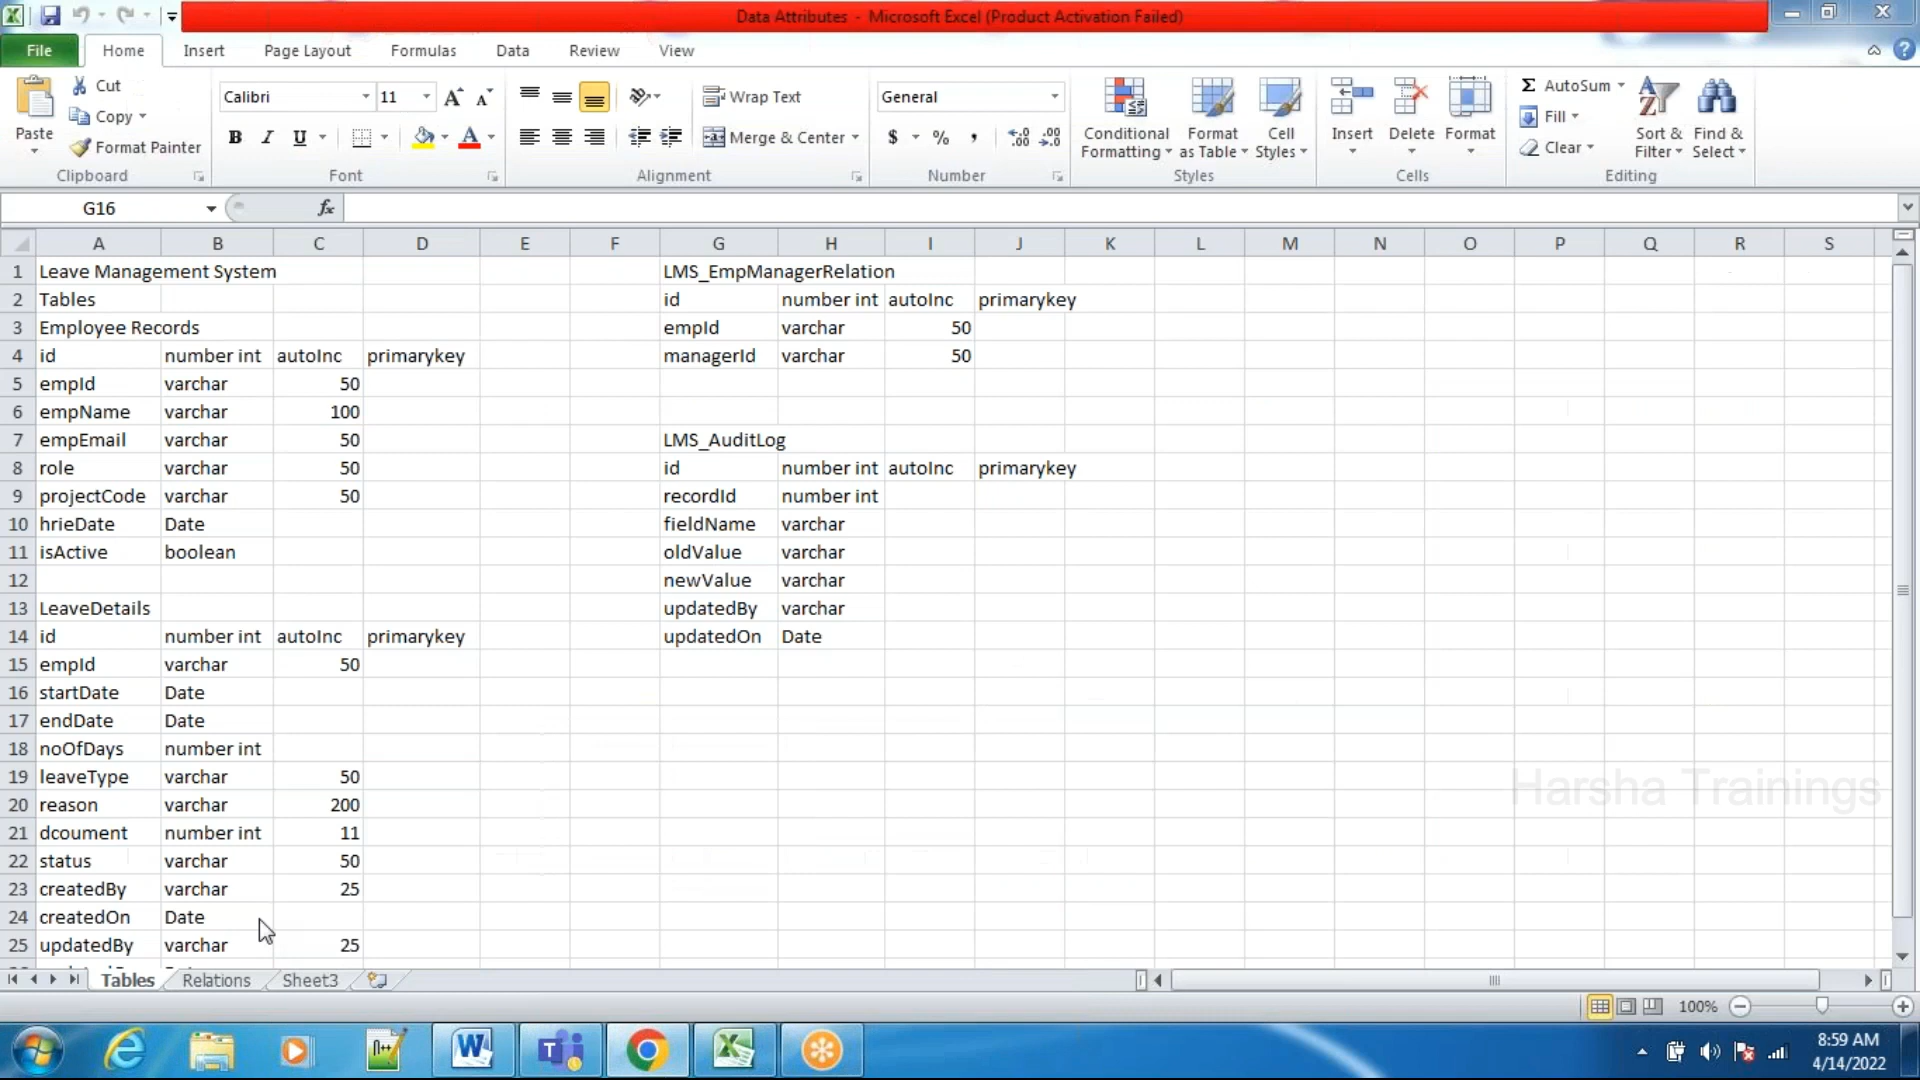 Data Attributes - Microsoft Excel (Product Activation Failed)
File Home Insert Page Layout Formulas Data Review View
Cut
Copy
Format Painter
Paste
Clipboard
Calibri 11
B I U
Font
Wrap Text
Merge & Center
Alignment
General
$ % ,
Number
Conditional Formatting
Format as Table
Cell Styles
Styles
Insert Delete Format
Cells
AutoSum
Fill
Clear
Sort & Filter
Find & Select
Editing
G16 fx
A B C D E F G H I J K L M N O P Q R S
1 Leave Management System LMS_EmpManagerRelation
2 Tables id number int autoInc primarykey
3 Employee Records empId varchar 50
4 id number int autoInc primarykey managerId varchar 50
5 empId varchar 50
6 empName varchar 100
7 empEmail varchar 50 LMS_AuditLog
8 role varchar 50 id number int autoInc primarykey
9 projectCode varchar 50 recordId number int
10 hrieDate Date fieldName varchar
11 isActive boolean oldValue varchar
12 newValue varchar
13 LeaveDetails updatedBy varchar
14 id number int autoInc primarykey updatedOn Date
15 empId varchar 50
16 startDate Date
17 endDate Date
18 noOfDays number int
19 leaveType varchar 50
20 reason varchar 200
21 dcoument number int 11
22 status varchar 50
23 createdBy varchar 25
24 createdOn Date
25 updatedBy varchar 25
Harsha Trainings
Tables Relations Sheet3
100%
8:59 AM
4/14/2022